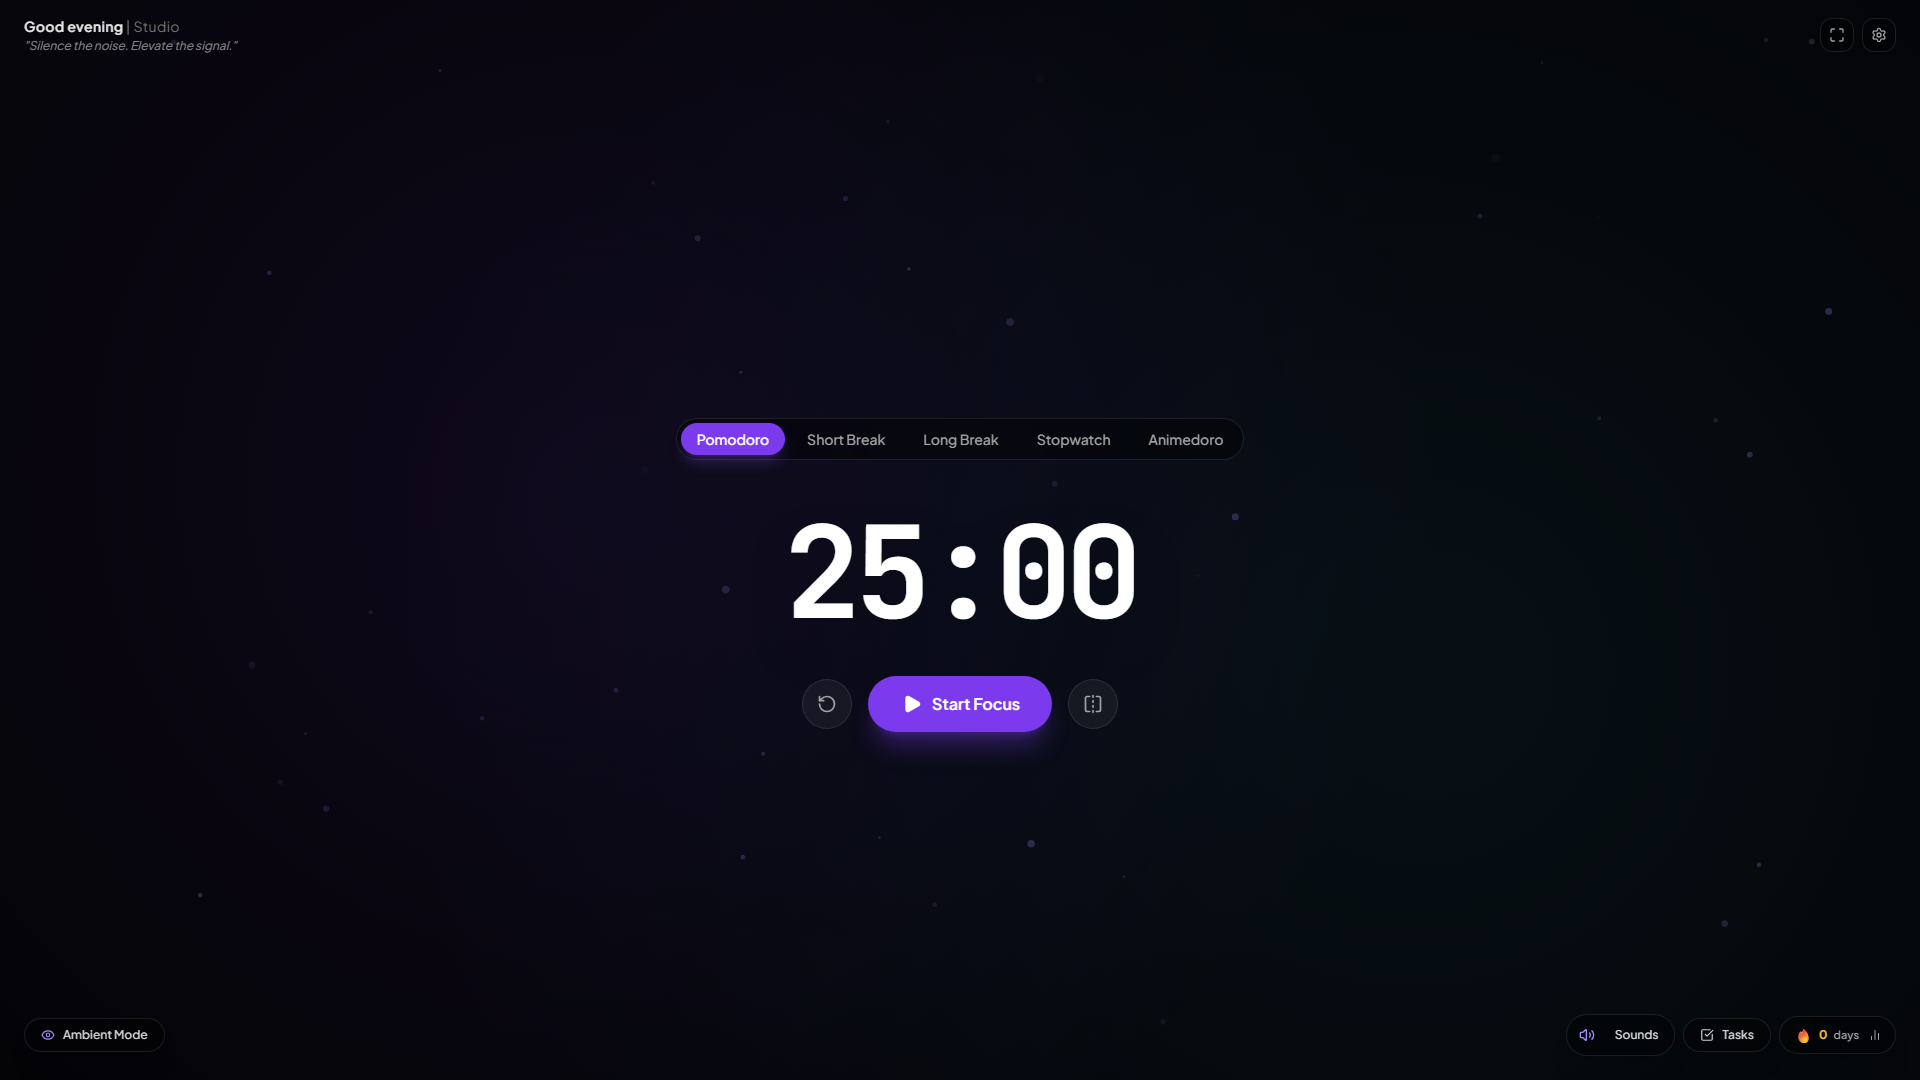 Good evening | Studio
"Silence the noise. Elevate the signal."
Pomodoro Short Break Long Break Stopwatch Animedoro
25:00
Start Focus
Ambient Mode
Sounds Tasks 0 days